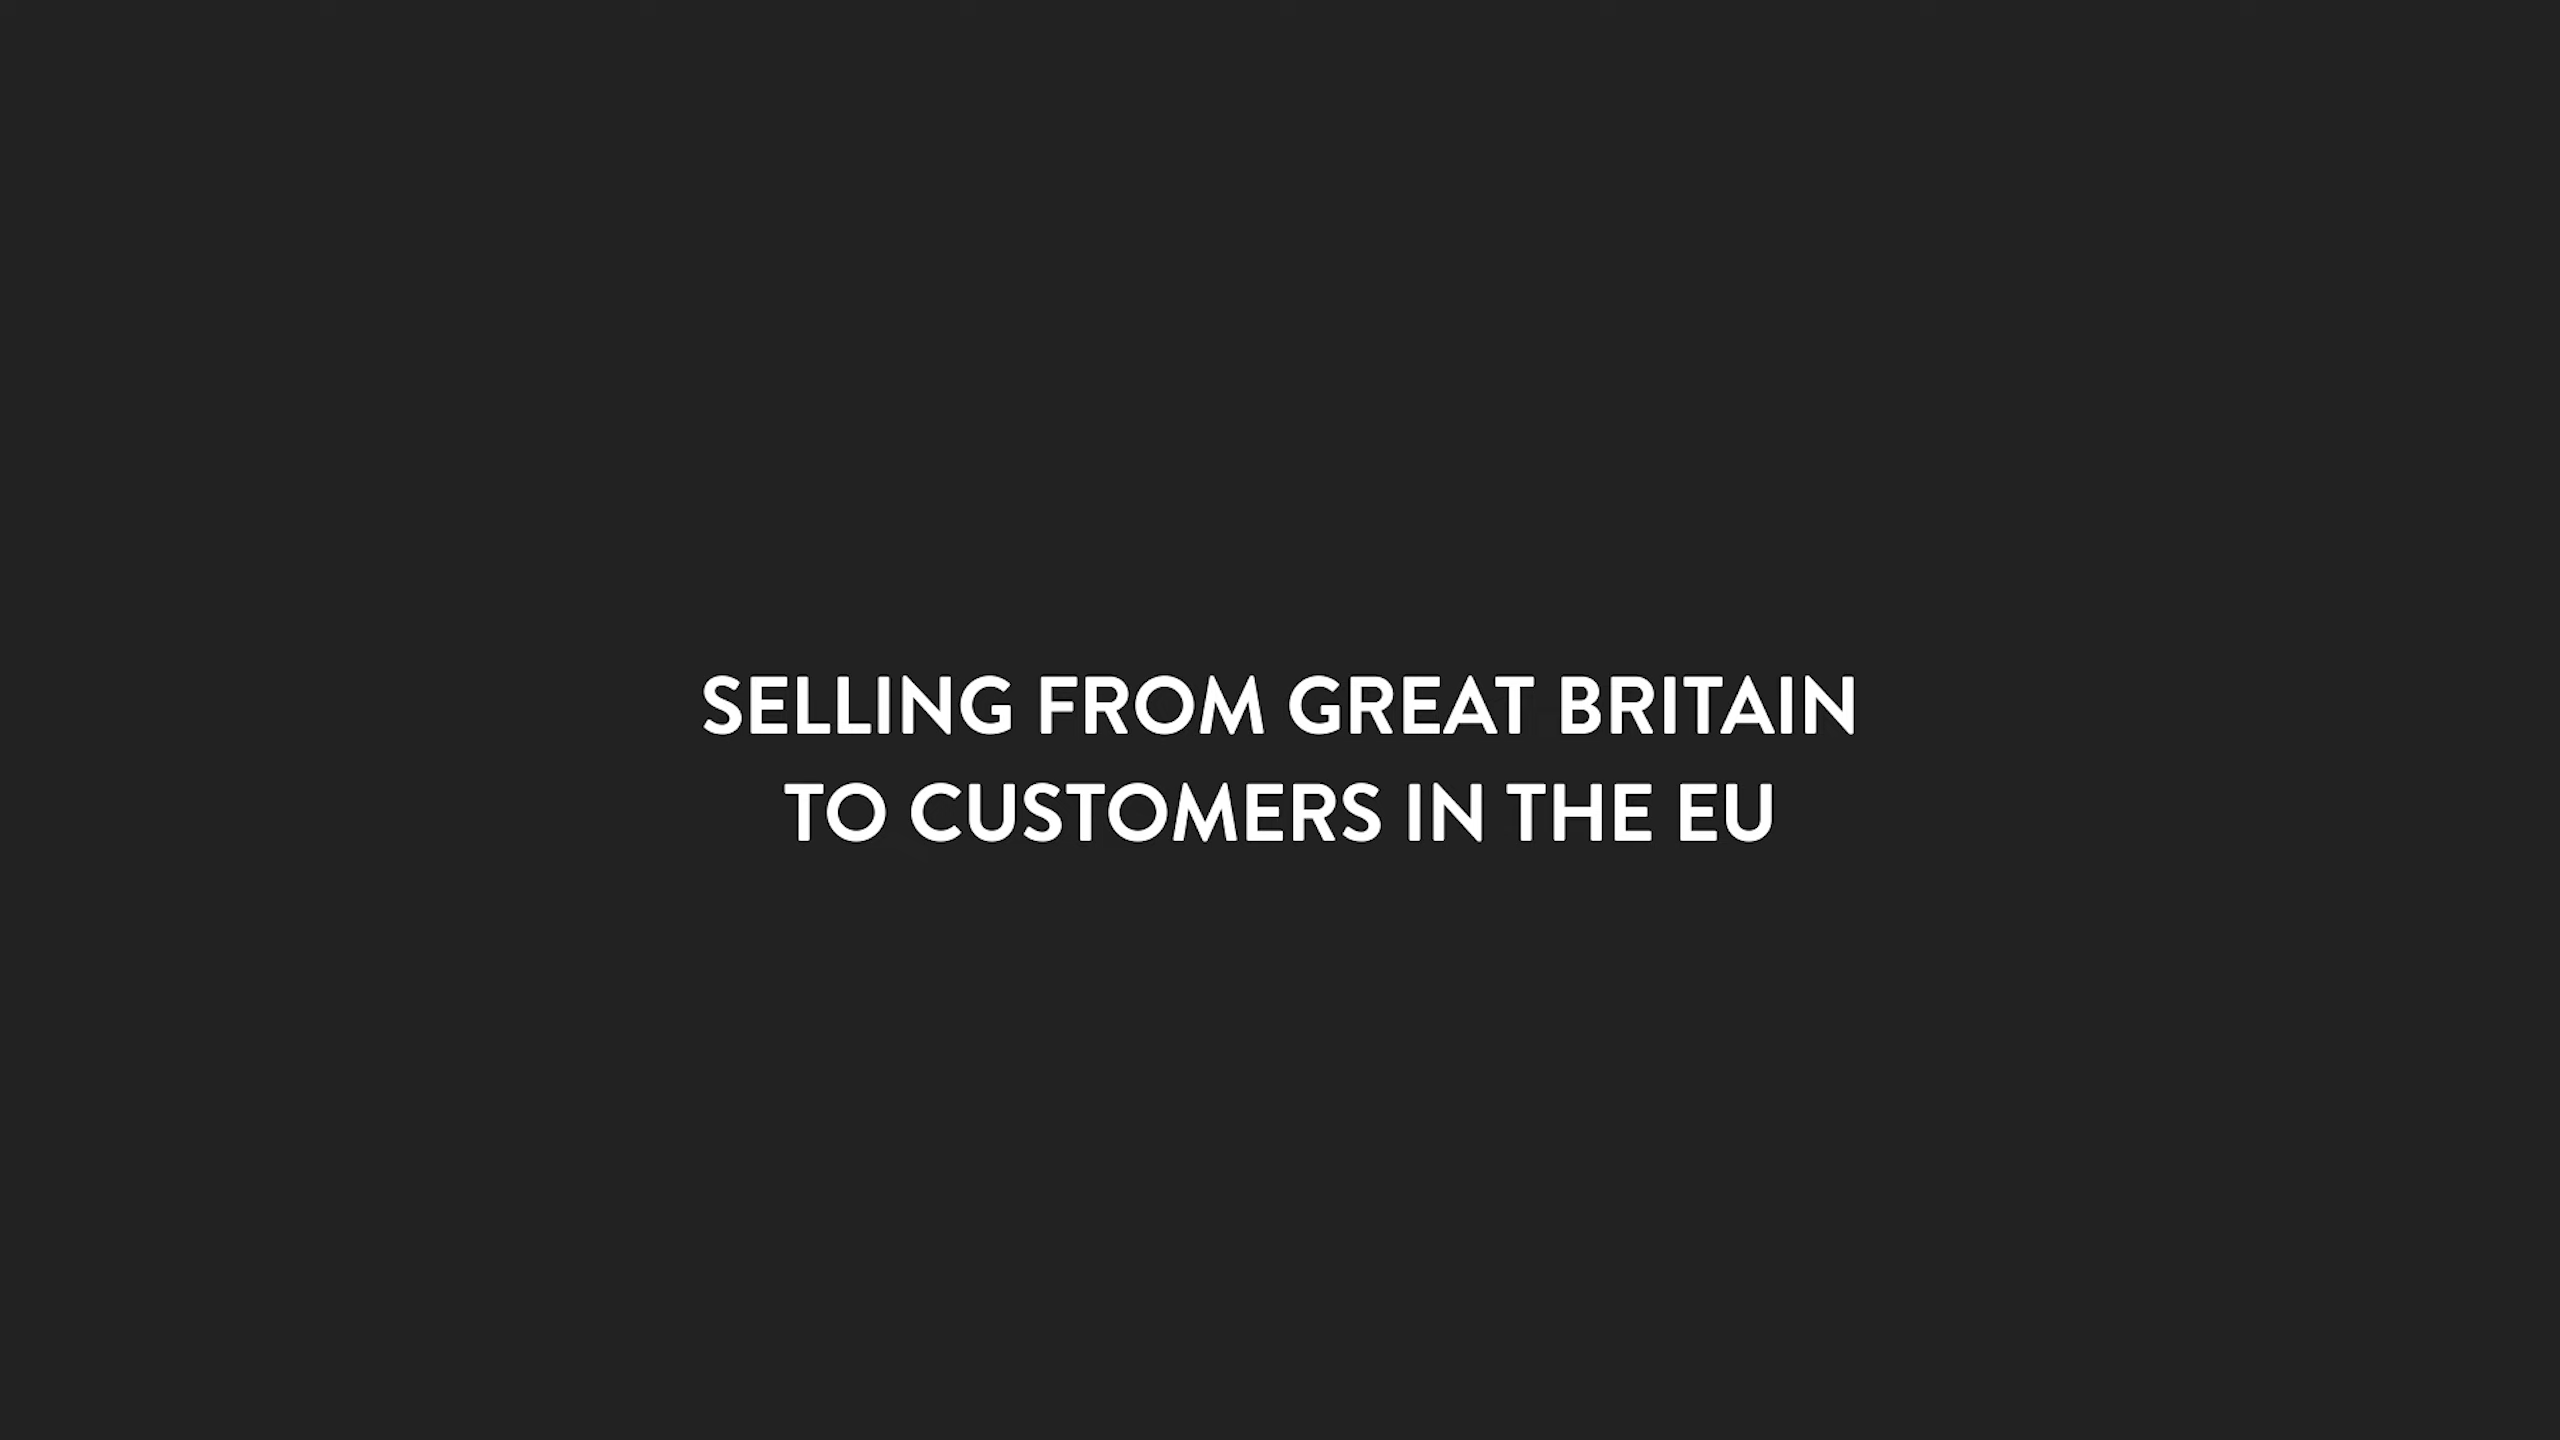 SELLING FROM GREAT BRITAIN
TO CUSTOMERS IN THE EU